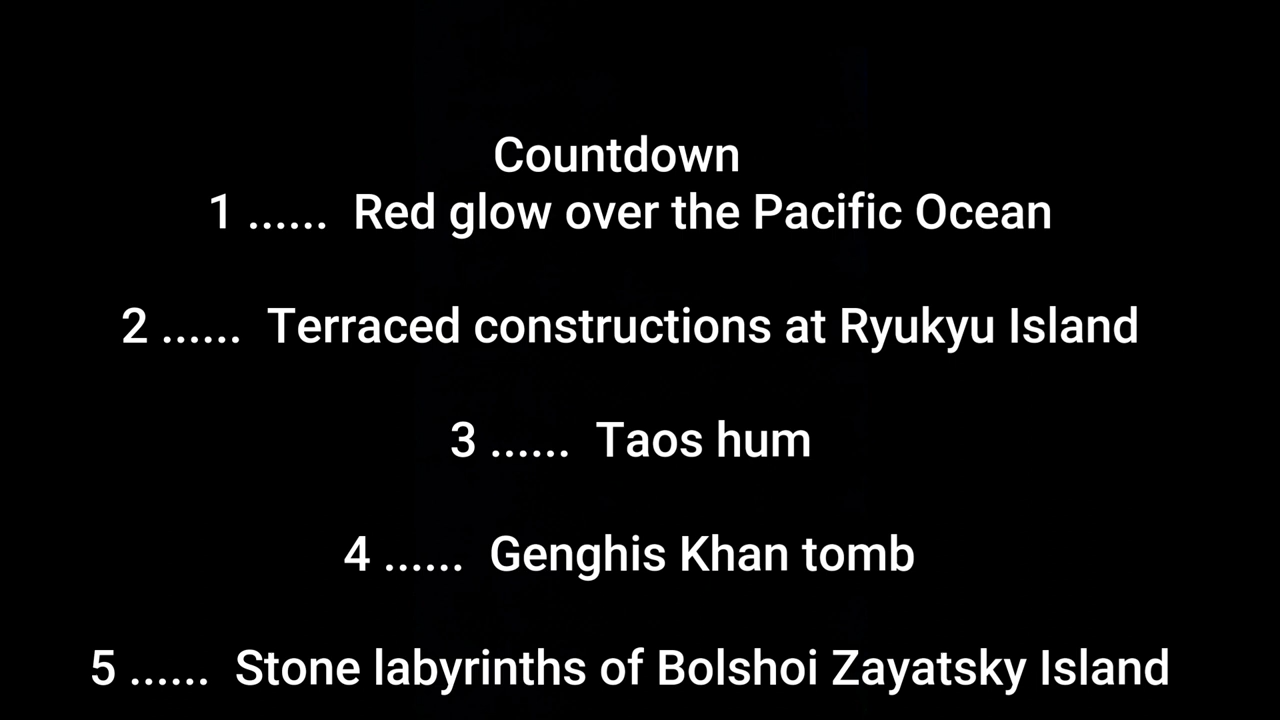 Countdown
1 ...... Red glow over the Pacific Ocean
2 ...... Terraced constructions at Ryukyu Island
3 ...... Taos hum
4 ...... Genghis Khan tomb
5 ...... Stone labyrinths of Bolshoi Zayatsky Island